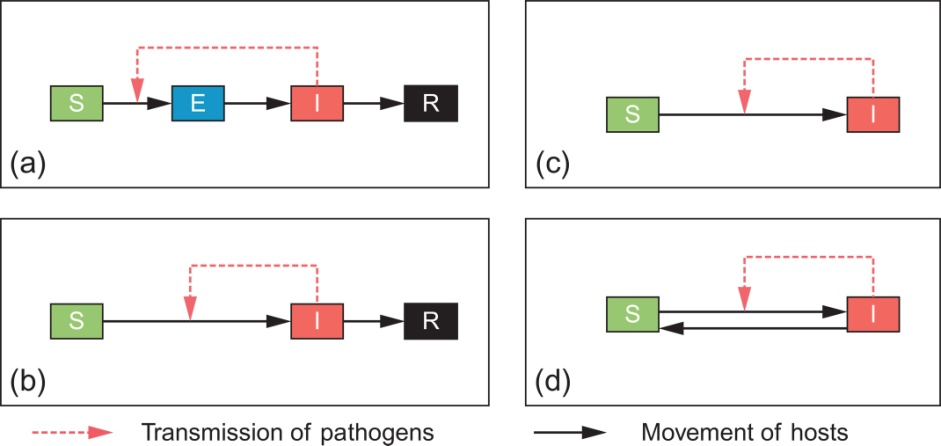 S E I R
(a)
S I
(c)
S I R
(b)
S I
(d)
Transmission of pathogens
Movement of hosts